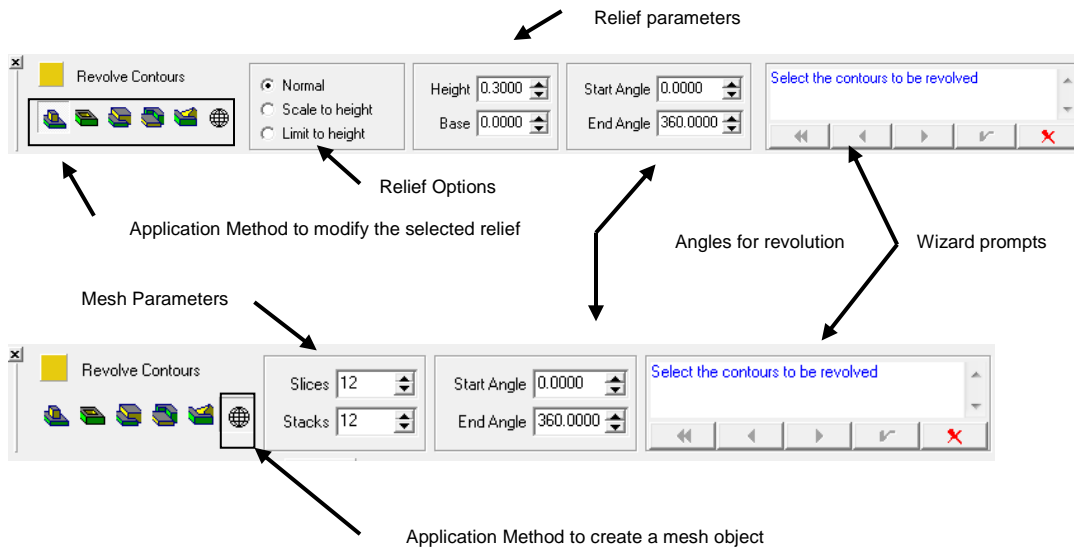 Relief parameters
Revolve Contours
Normal
Scale to height
Limit to height
Height 0.3000
Base 0.0000
Start Angle 0.0000
End Angle 360.0000
Select the contours to be revolved
Relief Options
Application Method to modify the selected relief
Angles for revolution
Wizard prompts
Mesh Parameters
Revolve Contours
Slices 12
Stacks 12
Start Angle 0.0000
End Angle 360.0000
Select the contours to be revolved
Application Method to create a mesh object